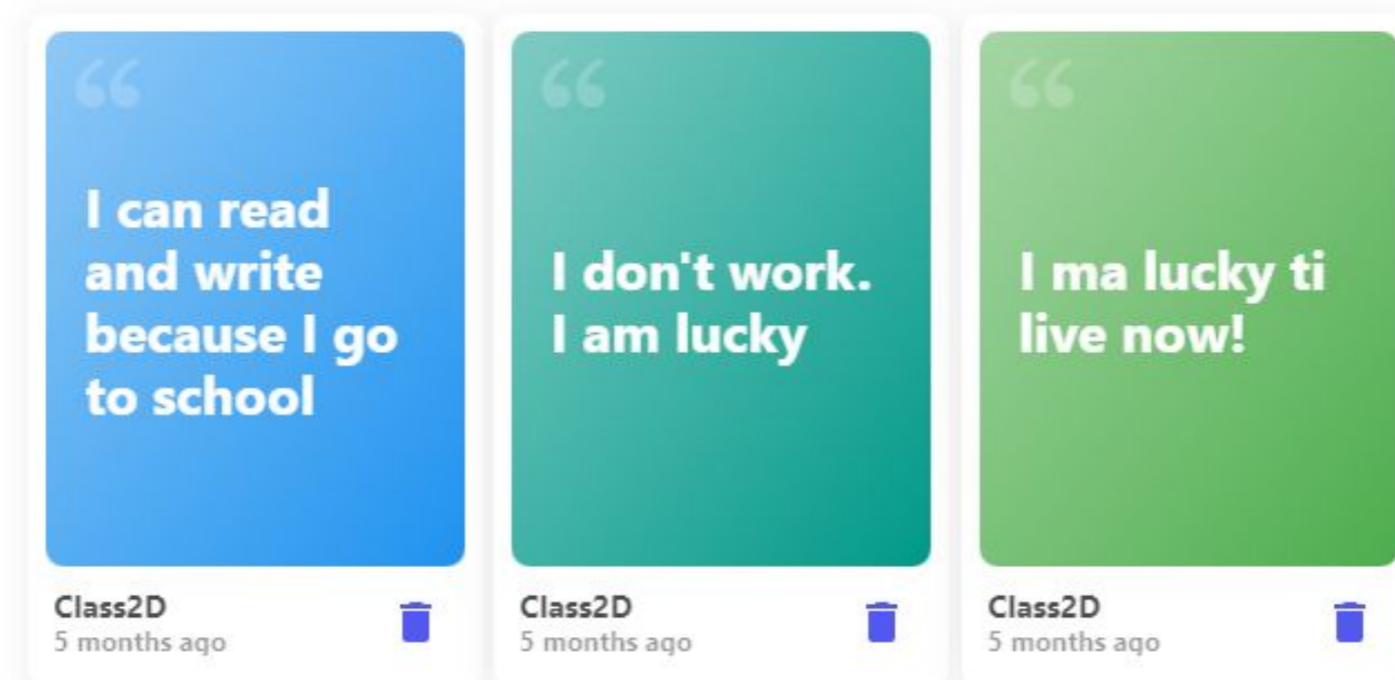 I can read
and write
because I go
to school
Class2D
5 months ago
I don't work.
I am lucky
Class2D
5 months ago
I ma lucky ti
live now!
Class2D
5 months ago